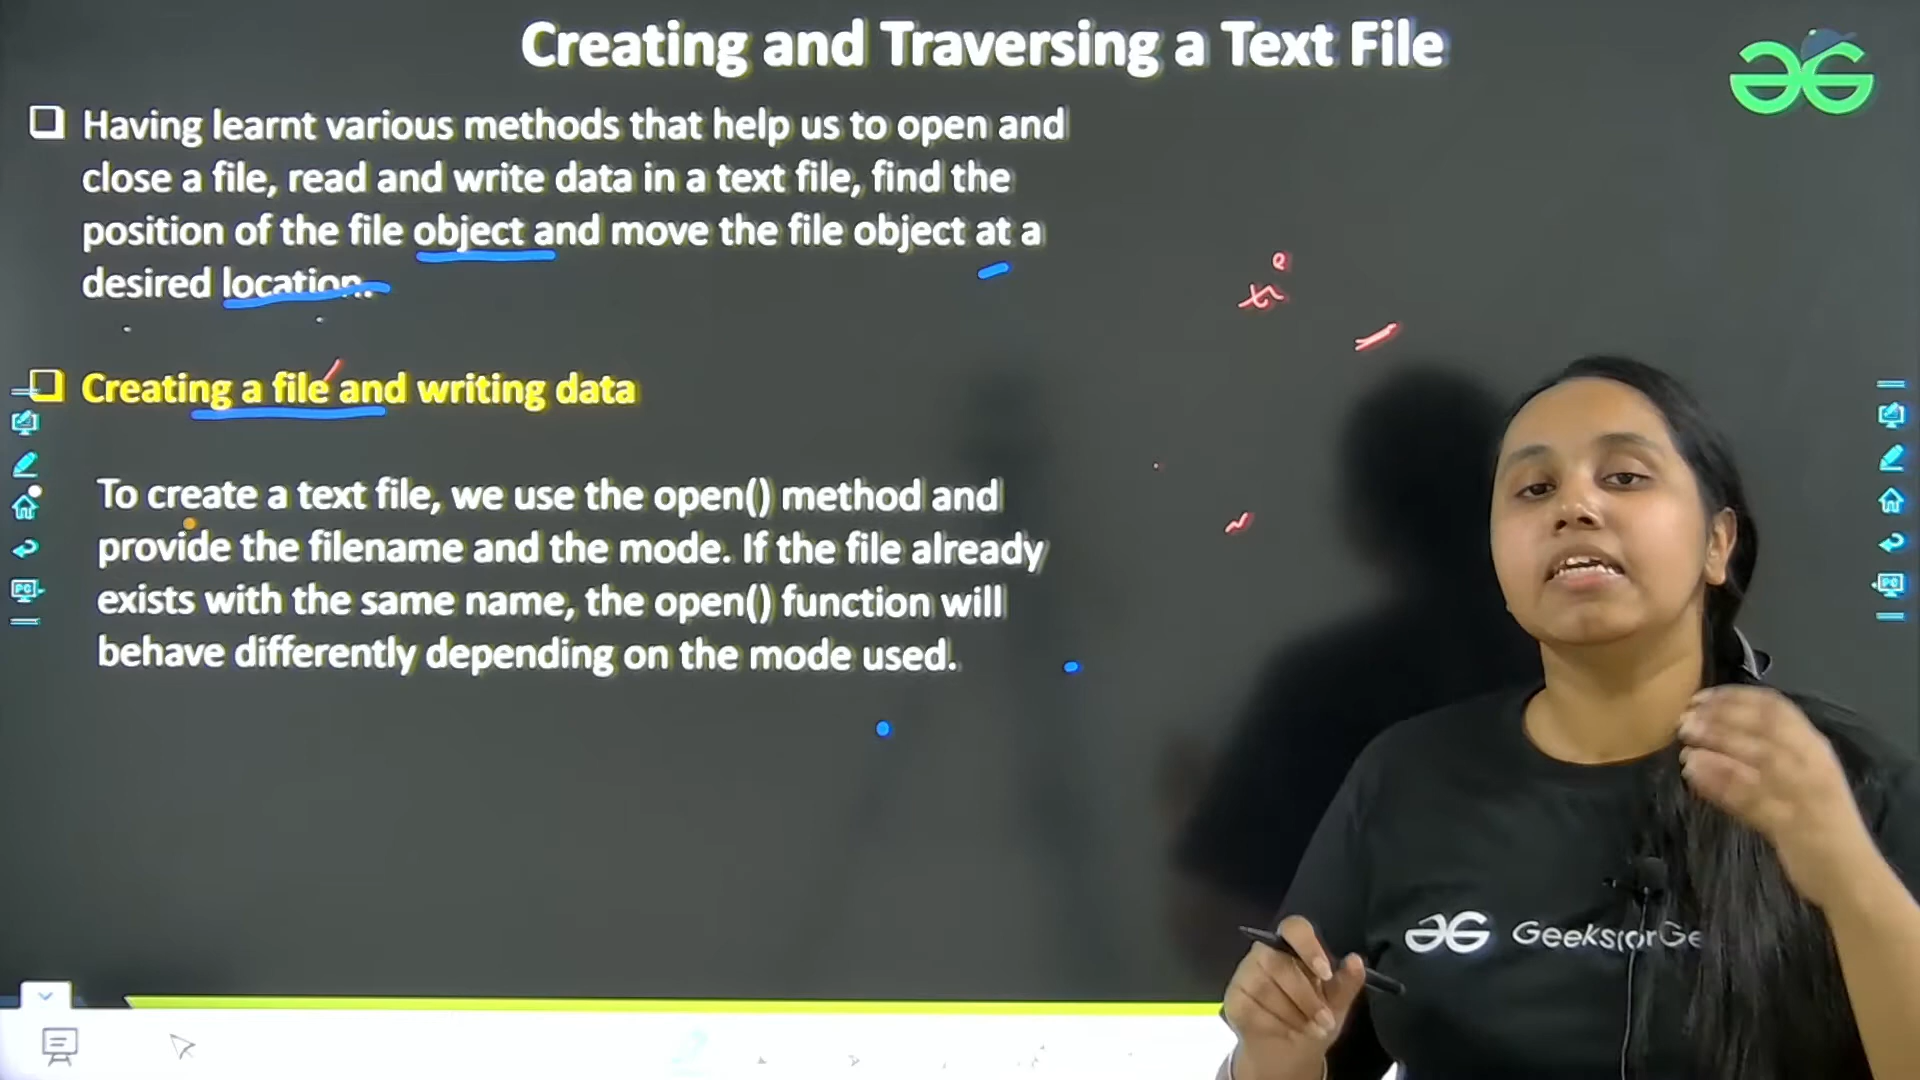 Creating and Traversing a Text File
Having learnt various methods that help us to open and
close a file, read and write data in a text file, find the
position of the file object and move the file object at a
desired location.
Creating a file and writing data
To create a text file, we use the open() method and
provide the filename and the mode. If the file already
exists with the same name, the open() function will
behave differently depending on the mode used.
PC
PC
GeeksforGe